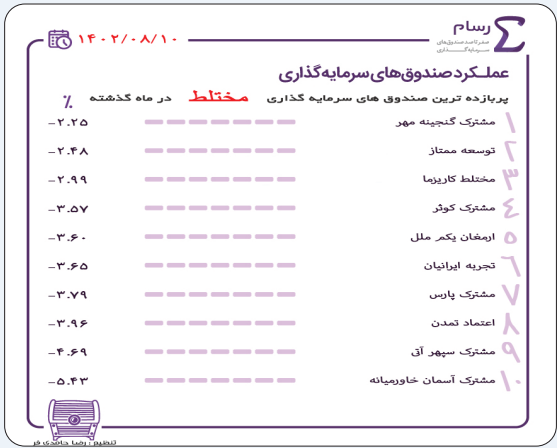 رسام
صفر تا صد صندوق‌های
سرمایه‌گذاری
۱۴۰۲/۰۸/۱۰
عملکرد صندوق‌های سرمایه‌گذاری
پربازده ترین صندوق های سرمایه گذاری مختلط در ماه گذشته %
۱ مشترک گنجینه مهر -۲.۲۵
۲ توسعه ممتاز -۲.۴۸
۳ مختلط کاریزما -۲.۹۹
۴ مشترک کوثر -۳.۵۷
۵ ارمغان یکم ملل -۳.۶۰
۶ تجربه ایرانیان -۳.۶۵
۷ مشترک پارس -۳.۷۹
۸ اعتماد تمدن -۳.۹۶
۹ مشترک سپهر آتی -۴.۶۹
۱۰ مشترک آسمان خاورمیانه -۵.۴۳
تنظیم : رضا حامدی فر